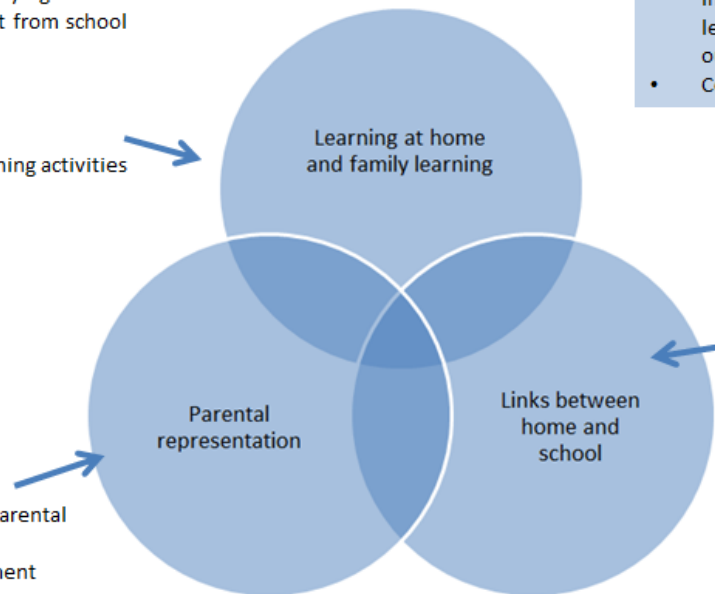 t from school
ning activities
Learning at home
and family learning
Parental
representation
Links between
home and
school
arental
nent